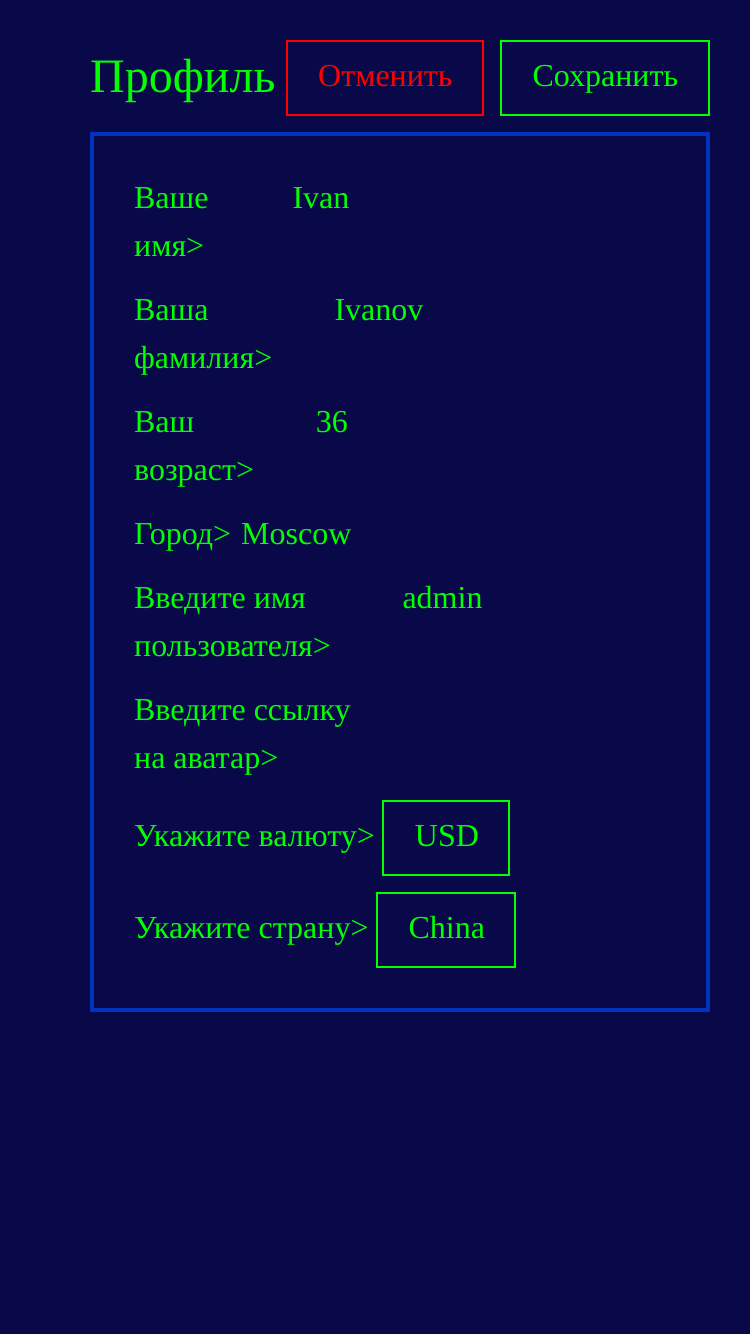 Профиль Отменить Сохранить
Ваше Ivan
имя>
Ваша Ivanov
фамилия>
Ваш 36
возраст>
Город> Moscow
Введите имя admin
пользователя>
Введите ссылку
на аватар>
Укажите валюту> USD
Укажите страну> China